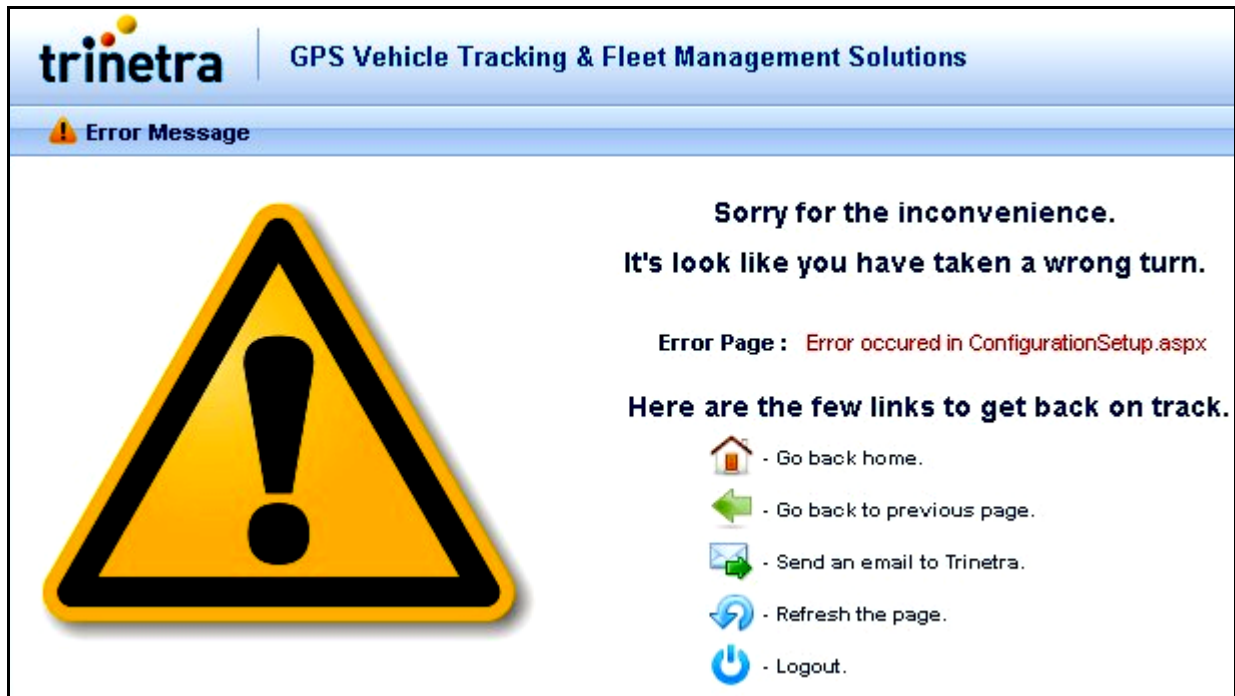 trinetra
GPS Vehicle Tracking & Fleet Management Solutions
Error Message
Sorry for the inconvenience.
It's look like you have taken a wrong turn.
Error Page : Error occured in ConfigurationSetup.aspx
Here are the few links to get back on track.
- Go back home.
- Go back to previous page.
- Send an email to Trinetra.
- Refresh the page.
- Logout.